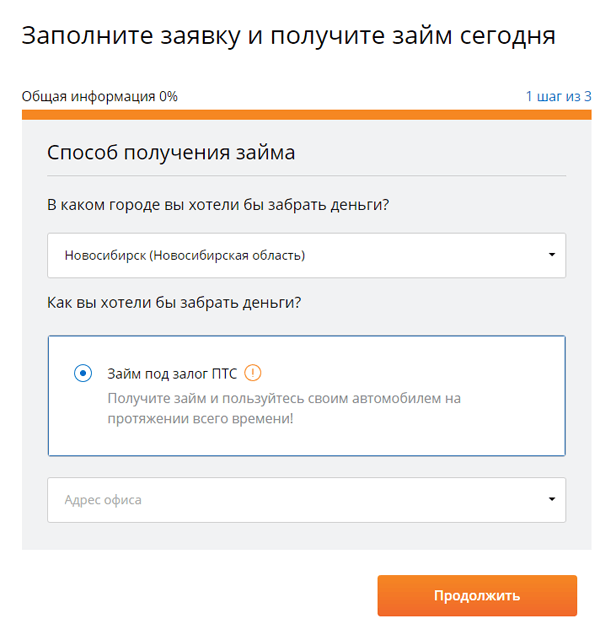 Заполните заявку и получите займ сегодня
Общая информация 0%
1 шаг из 3
Способ получения займа
В каком городе вы хотели бы забрать деньги?
Новосибирск (Новосибирская область)
Как вы хотели бы забрать деньги?
Займ под залог ПТС
Получите займ и пользуйтесь своим автомобилем на
протяжении всего времени!
Адрес офиса
Продолжить